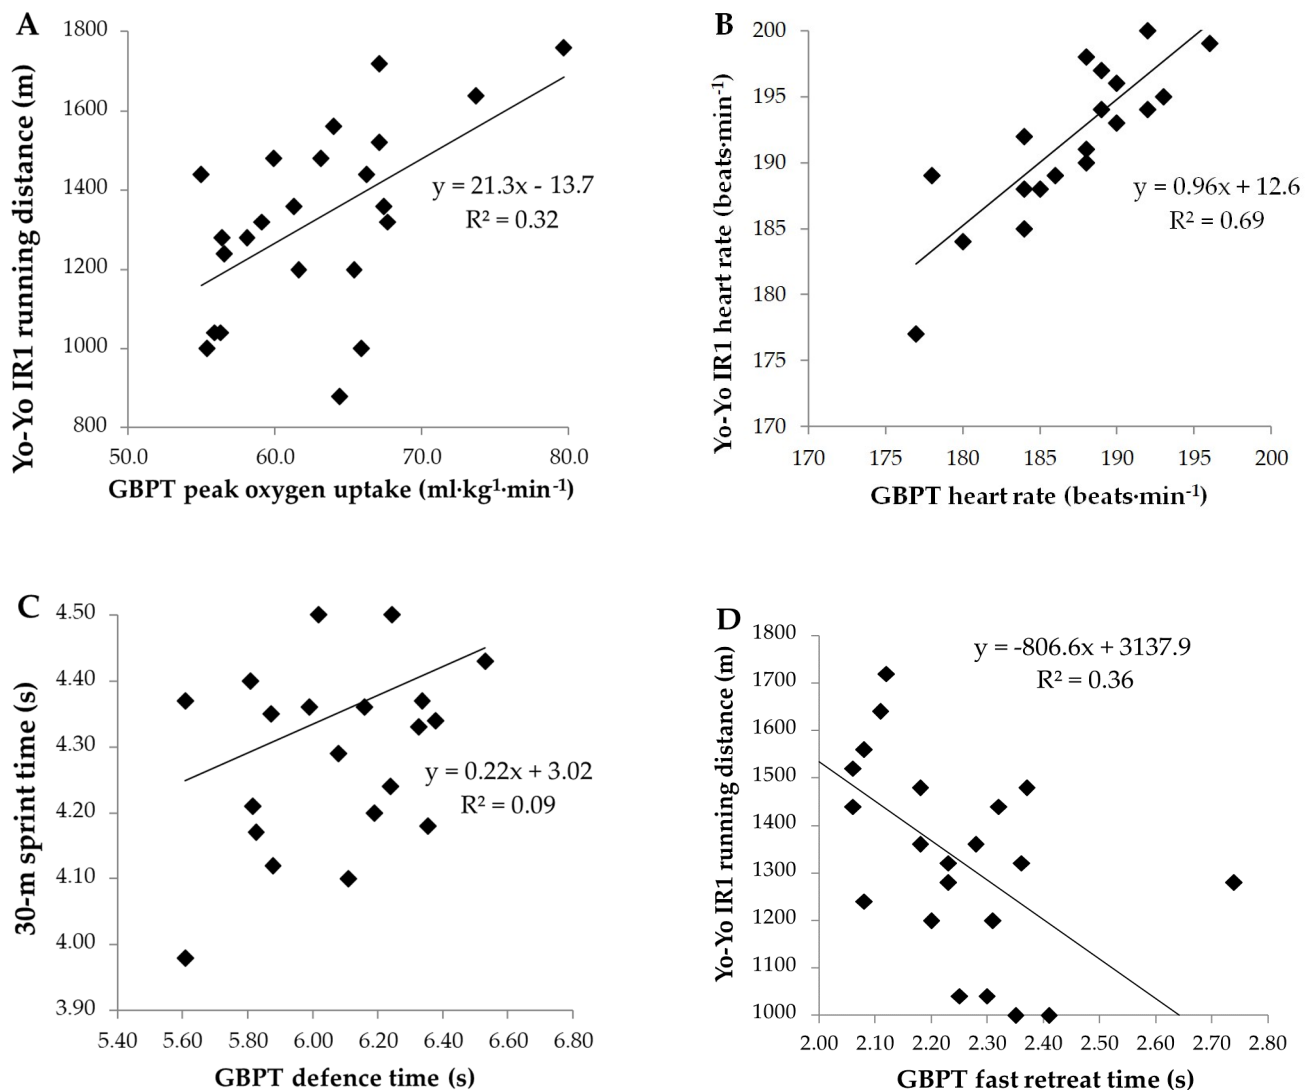 A
Yo-Yo IR1 running distance (m)
1800
1600
1400
1200
1000
800
y = 21.3x - 13.7
R² = 0.32
50.0 60.0 70.0 80.0
GBPT peak oxygen uptake (ml·kg¹·min⁻¹)
B
Yo-Yo IR1 heart rate (beats·min⁻¹)
200
195
190
185
180
175
170
y = 0.96x + 12.6
R² = 0.69
170 175 180 185 190 195 200
GBPT heart rate (beats·min⁻¹)
C
30-m sprint time (s)
4.50
4.40
4.30
4.20
4.10
4.00
3.90
y = 0.22x + 3.02
R² = 0.09
5.40 5.60 5.80 6.00 6.20 6.40 6.60 6.80
GBPT defence time (s)
D
Yo-Yo IR1 running distance (m)
1800
1700
1600
1500
1400
1300
1200
1100
1000
y = -806.6x + 3137.9
R² = 0.36
2.00 2.10 2.20 2.30 2.40 2.50 2.60 2.70 2.80
GBPT fast retreat time (s)